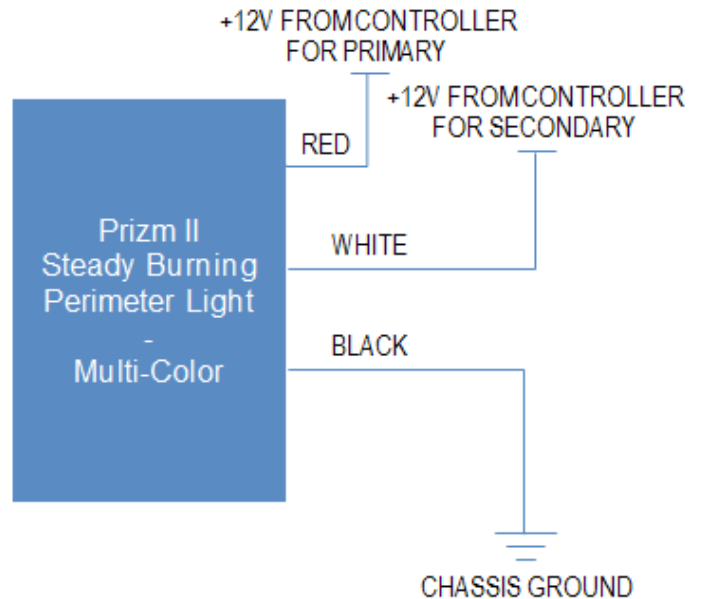 +12V FROMCONTROLLER
FOR PRIMARY
+12V FROMCONTROLLER
FOR SECONDARY
RED
Prizm II
Steady Burning
Perimeter Light
-
Multi-Color
WHITE
BLACK
CHASSIS GROUND